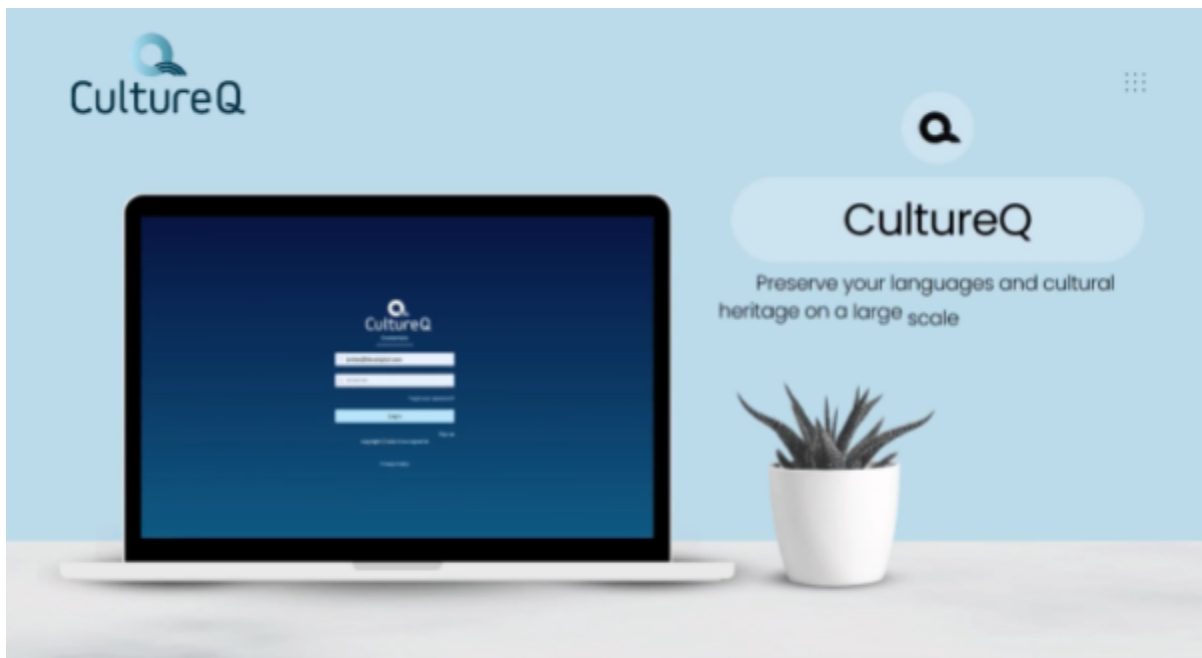 CultureQ
CultureQ
Preserve your languages and cultural
heritage on a large scale
CultureQ